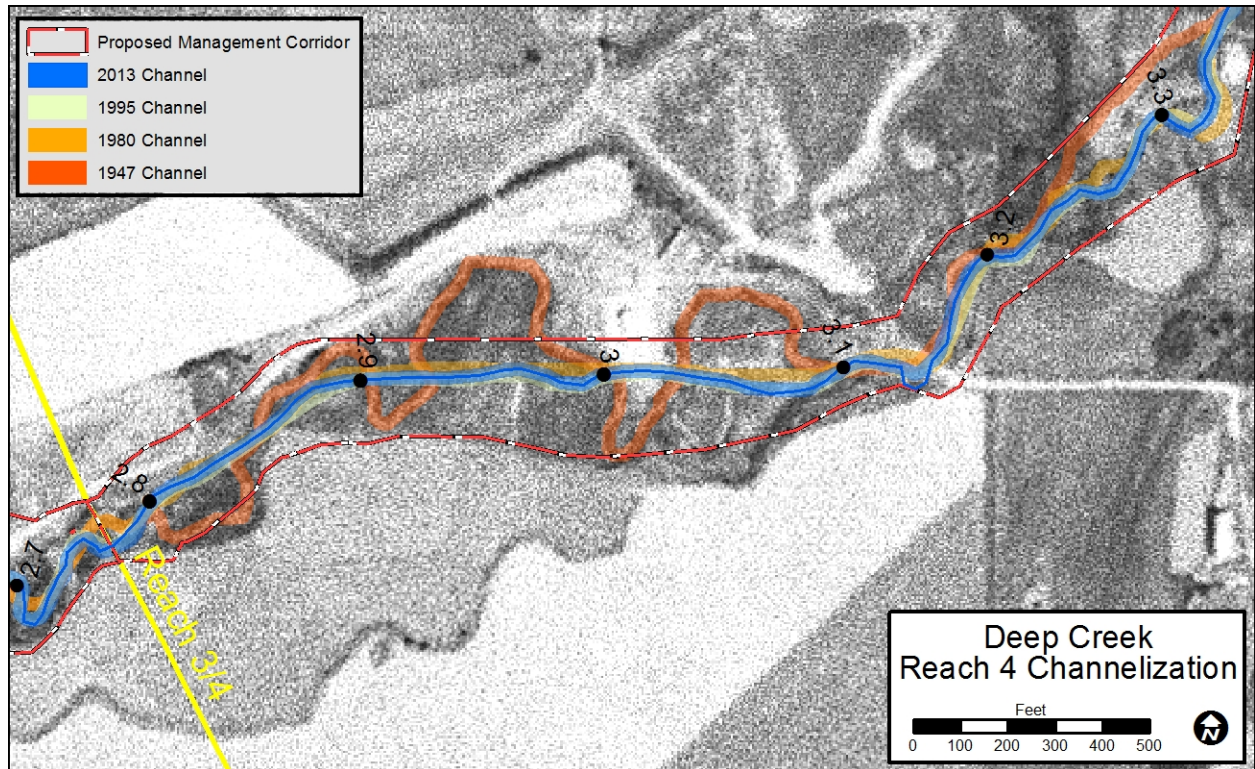 Proposed Management Corridor
2013 Channel
1995 Channel
1980 Channel
1947 Channel
3.3
3.2
3.1
3
2.9
2.8
2.7
Reach 3/4
Deep Creek
Reach 4 Channelization
Feet
0 100 200 300 400 500
N